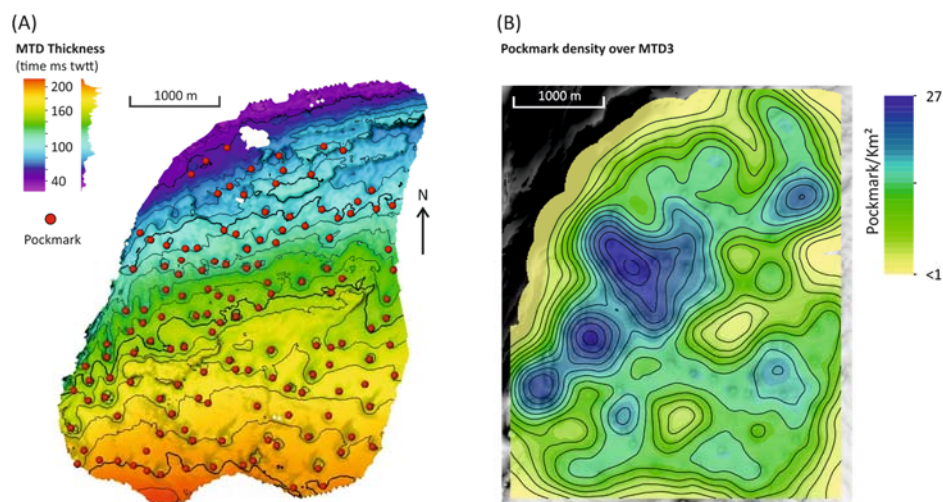 (A)
MTD Thickness
(time ms twtt)
200
160
100
40
1000 m
N
Pockmark
(B)
Pockmark density over MTD3
1000 m
27
Pockmark/Km²
<1